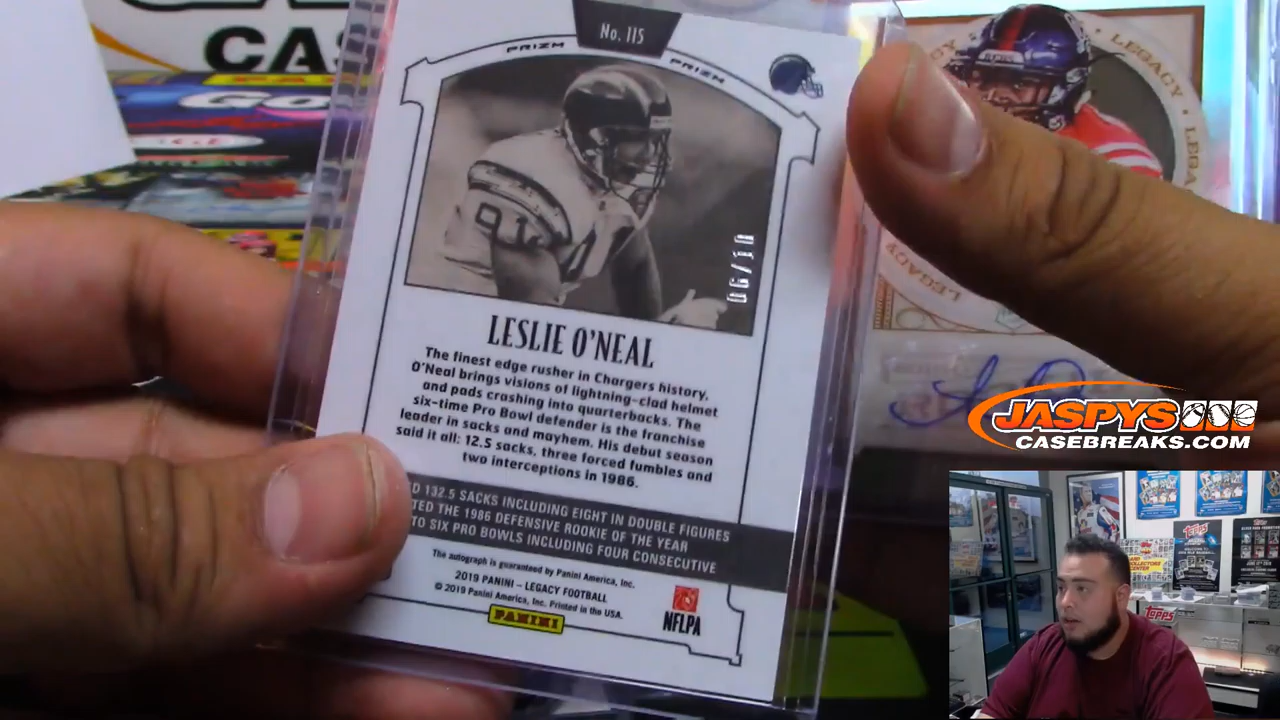 No. 115
PRIZM PRIZM
91
06/10
LESLIE O'NEAL
The finest edge rusher in Chargers history,
O'Neal brings visions of lightning-clad helmet
and pads crashing into quarterbacks. The
six-time Pro Bowl defender is the franchise
leader in sacks and mayhem. His debut season
said it all: 12.5 sacks, three forced fumbles and
two interceptions in 1986.
132.5 SACKS INCLUDING EIGHT IN DOUBLE FIGURES
THE 1986 DEFENSIVE ROOKIE OF THE YEAR
TO SIX PRO BOWLS INCLUDING FOUR CONSECUTIVE
The autograph is guaranteed by Panini America, Inc.
2019 PANINI – LEGACY FOOTBALL
© 2019 Panini America, Inc. Printed in the USA.
PANINI
NFLPA
LEGACY
LEGACY
JASPYS
CASEBREAKS.COM
topps
topps